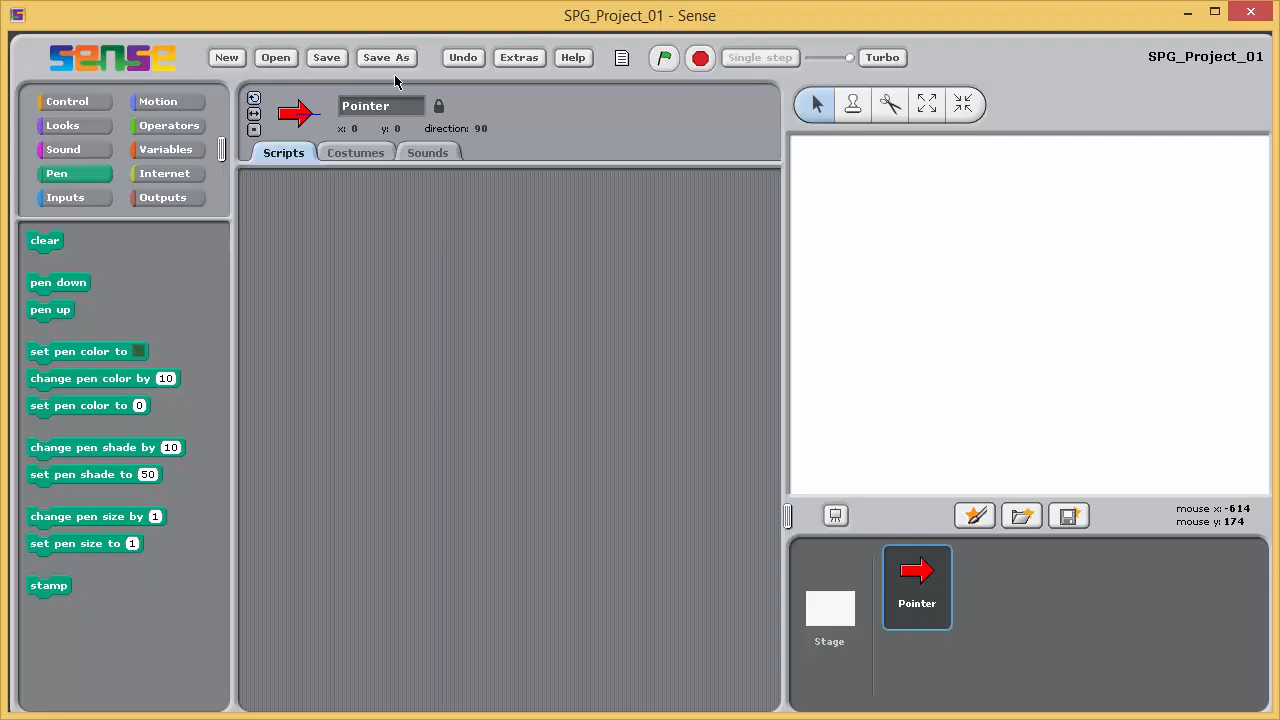 SPG_Project_01 - Sense
sense
New
Open
Save
Save As
Undo
Extras
Help
Single step
Turbo
SPG_Project_01
Control
Motion
Looks
Operators
Sound
Variables
Pen
Internet
Inputs
Outputs
Pointer
x: 0 y: 0 direction: 90
Scripts
Costumes
Sounds
clear
pen down
pen up
set pen color to
change pen color by 10
set pen color to 0
change pen shade by 10
set pen shade to 50
change pen size by 1
set pen size to 1
stamp
mouse x: -614
mouse y: 174
Pointer
Stage